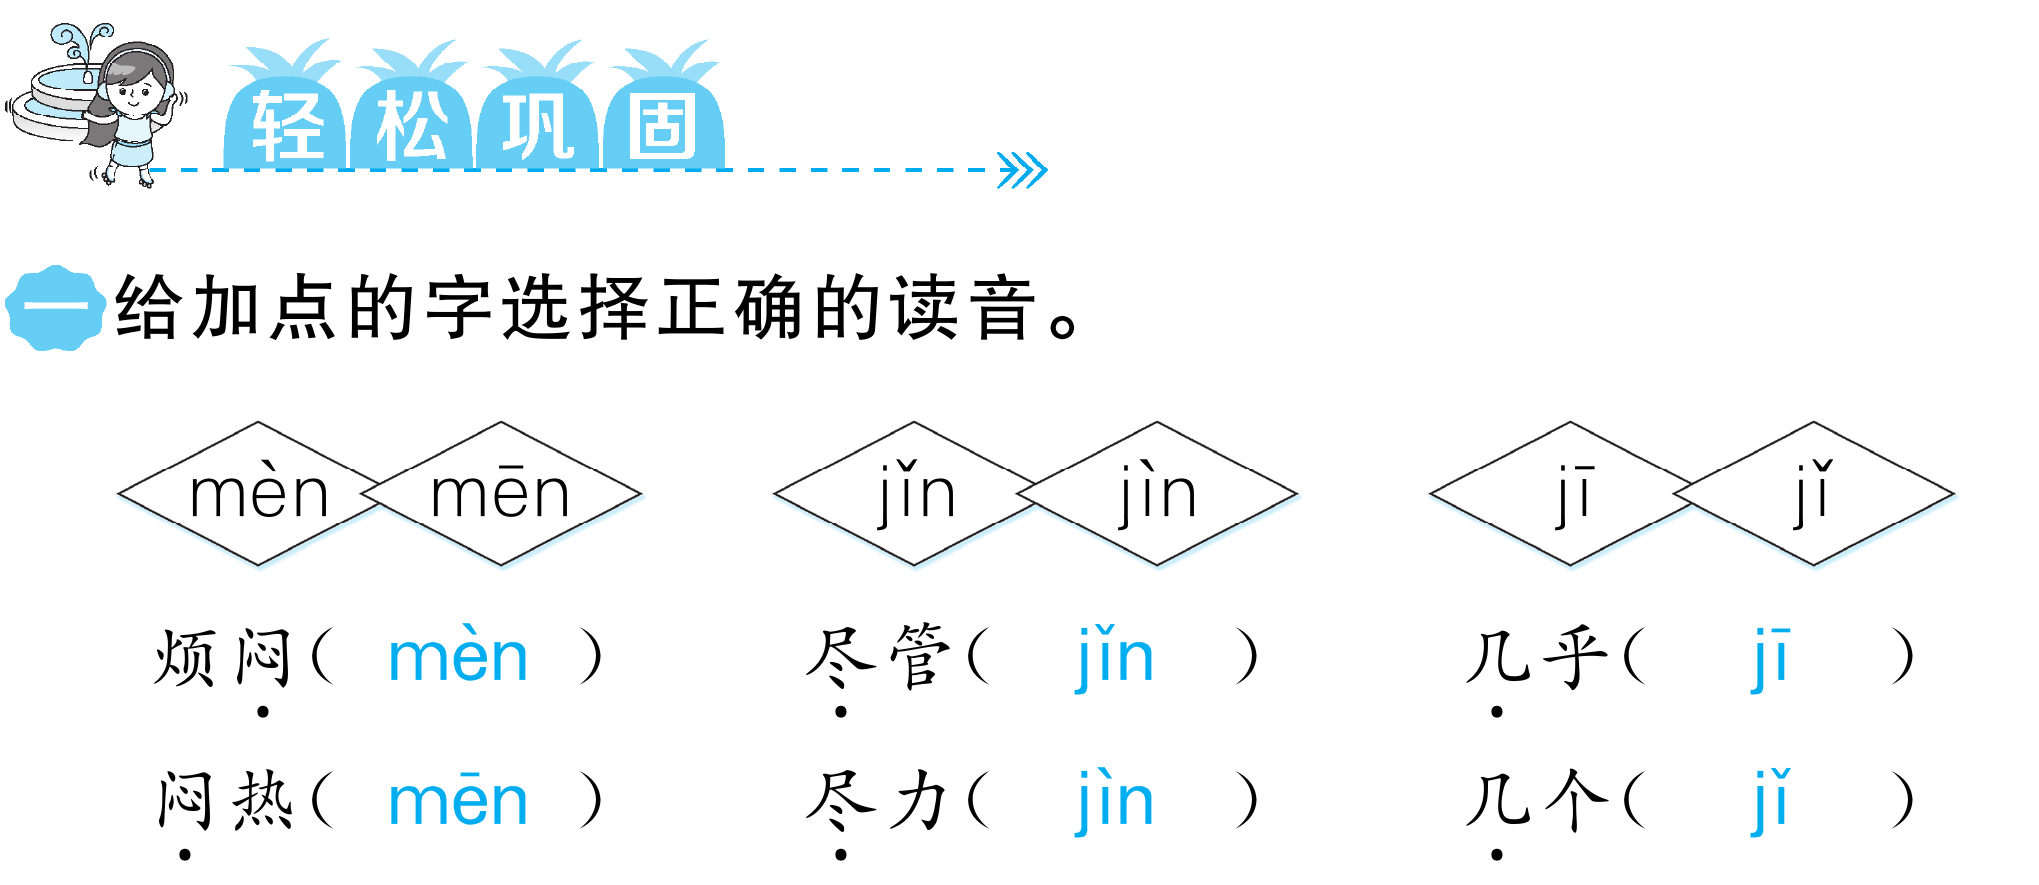 轻松巩固
一 给加点的字选择正确的读音。
mèn mēn jǐn jìn jī jǐ
烦闷( mèn ) 尽管( jǐn ) 几乎( jī )
闷热( mēn ) 尽力( jìn ) 几个( jǐ )